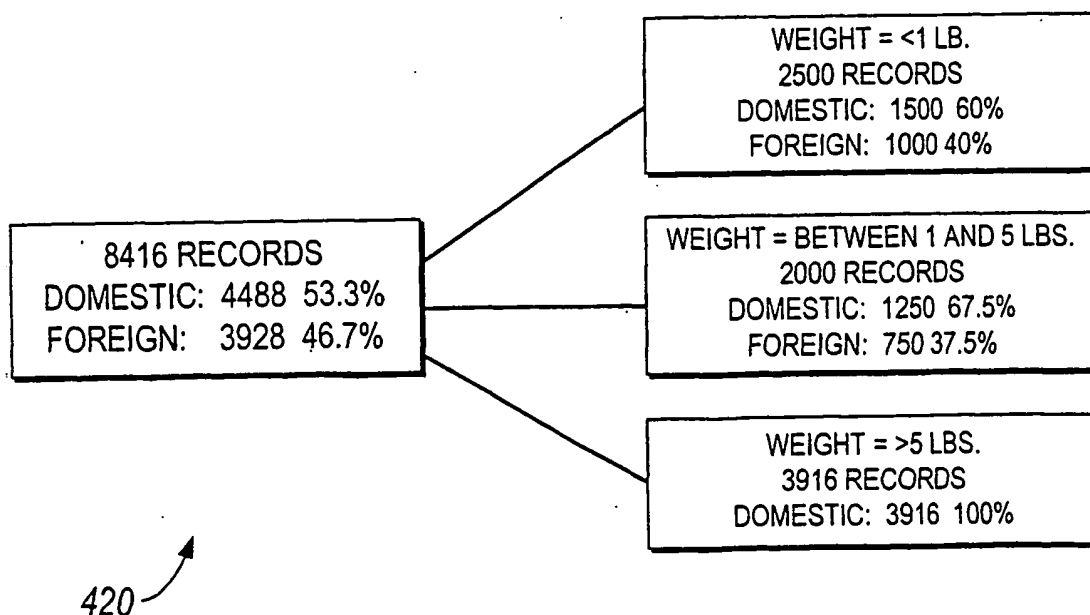 8416 RECORDS
DOMESTIC: 4488 53.3%
FOREIGN: 3928 46.7%
WEIGHT = <1 LB.
2500 RECORDS
DOMESTIC: 1500 60%
FOREIGN: 1000 40%
WEIGHT = BETWEEN 1 AND 5 LBS.
2000 RECORDS
DOMESTIC: 1250 67.5%
FOREIGN: 750 37.5%
WEIGHT = >5 LBS.
3916 RECORDS
DOMESTIC: 3916 100%
420